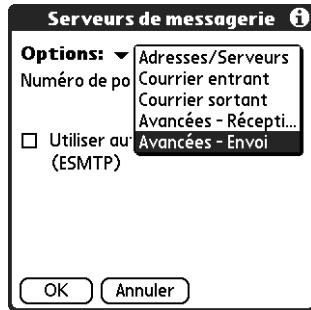 Serveurs de messagerie
Options:
Adresses/Serveurs
Numéro de po
Courrier entrant
Courrier sortant
Avancées - Récepti...
Utiliser au
Avancées - Envoi
(ESMTP)
OK
Annuler